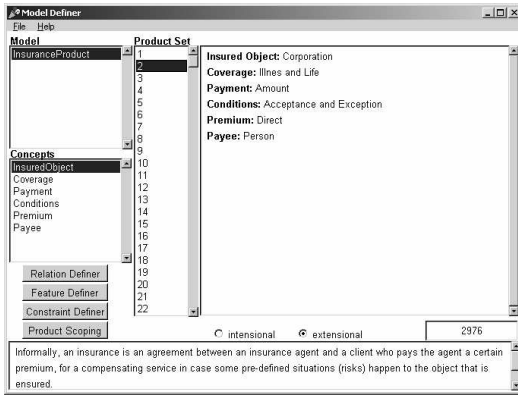 Model Definer
File Help
Model
InsuranceProduct
Concepts
InsuredObject
Coverage
Payment
Conditions
Premium
Payee
Relation Definer
Feature Definer
Constraint Definer
Product Scoping
Product Set
1
2
3
4
5
6
7
8
9
10
11
12
13
14
15
16
17
18
19
20
21
22
Insured Object: Corporation
Coverage: Illnes and Life
Payment: Amount
Conditions: Acceptance and Exception
Premium: Direct
Payee: Person
intensional extensional 2976
Informally, an insurance is an agreement between an insurance agent and a client who pays the agent a certain
premium, for a compensating service in case some pre-defined situations (risks) happen to the object that is
ensured.